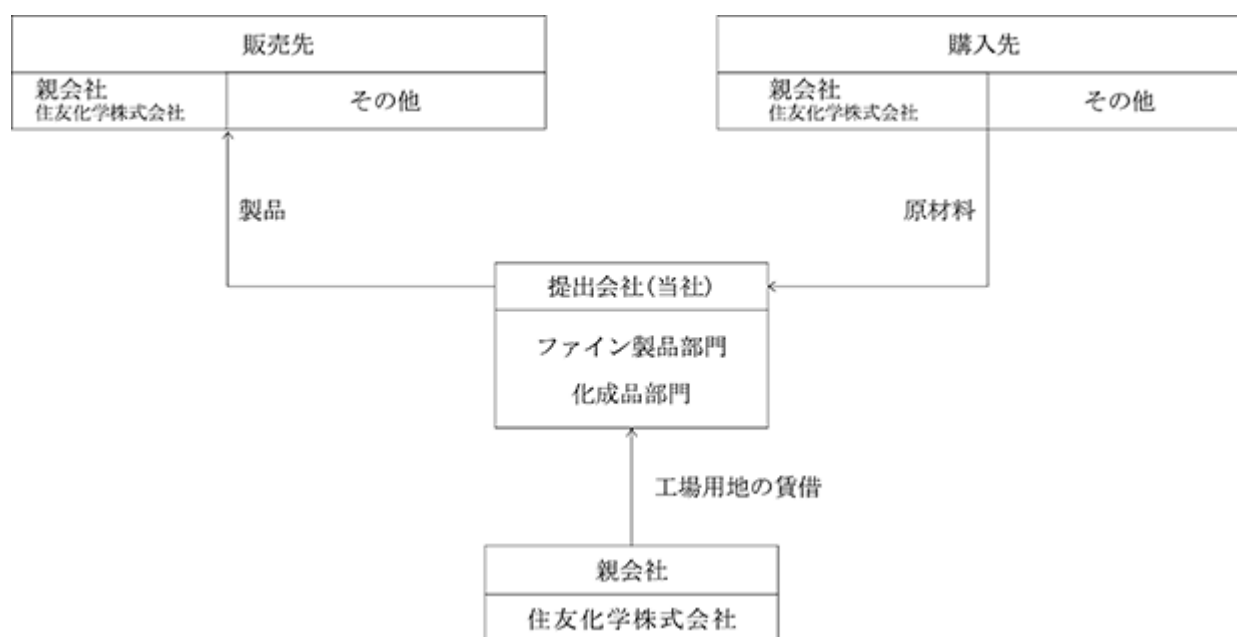 販売先
親会社
住友化学株式会社
その他
購入先
親会社
住友化学株式会社
その他
製品
原材料
提出会社(当社)
ファイン製品部門
化成品部門
工場用地の賃借
親会社
住友化学株式会社